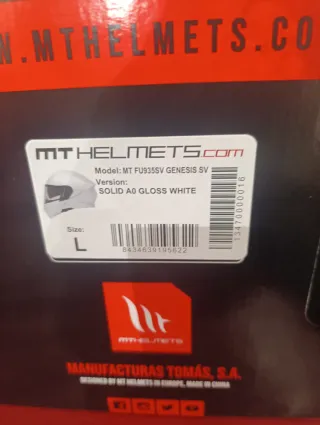 N.MTHELMETS.CO
MTHELMETS.COM
Model: MT FU935SV GENESIS SV
Version:
SOLID A0 GLOSS WHITE
Size:
L
8434639195622
MT-HELMETS
MANUFACTURAS TOMÁS, S.A.
DESIGNED BY MT HELMETS IN EUROPE, MADE IN CHINA